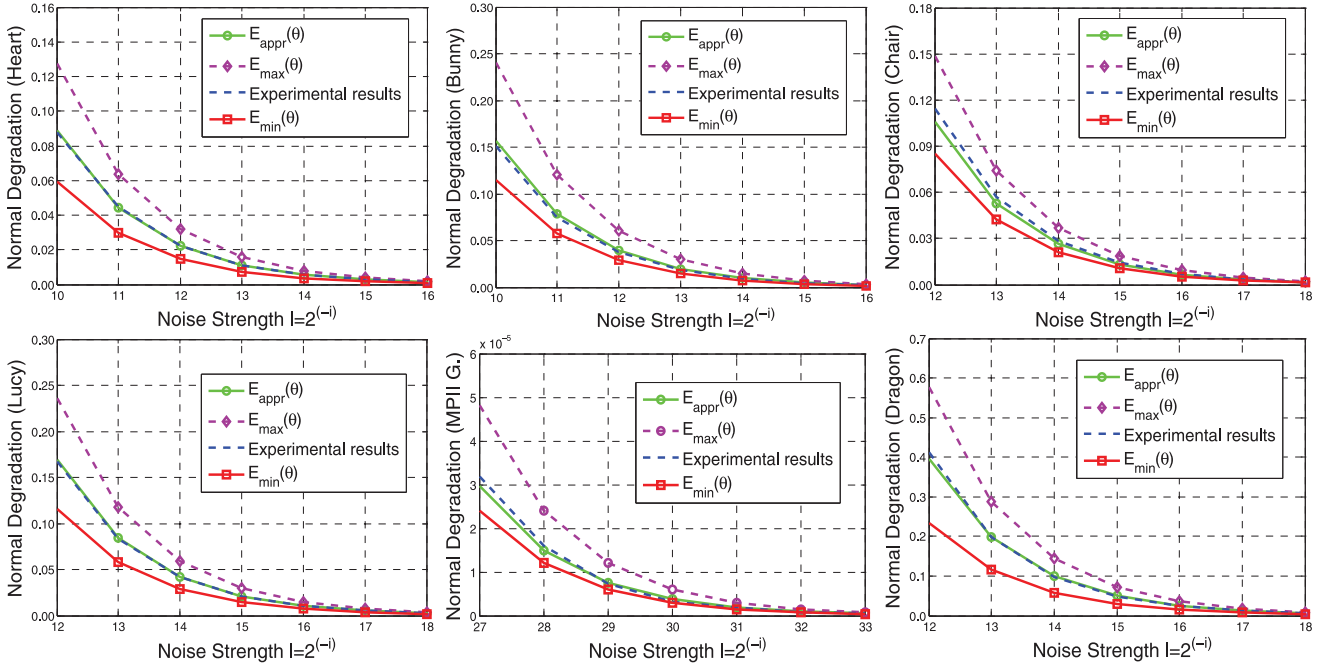 Normal Degradation (Heart)
0.16
0.14
0.12
0.10
0.08
0.06
0.04
0.02
0.00
10 11 12 13 14 15 16
Noise Strength I=2^(-i)
E_appr(θ)
E_max(θ)
Experimental results
E_min(θ)
Normal Degradation (Bunny)
0.30
0.25
0.20
0.15
0.10
0.05
0.00
10 11 12 13 14 15 16
Noise Strength I=2^(-i)
E_appr(θ)
E_max(θ)
Experimental results
E_min(θ)
Normal Degradation (Chair)
0.18
0.15
0.12
0.09
0.06
0.03
0.00
12 13 14 15 16 17 18
Noise Strength I=2^(-i)
E_appr(θ)
E_max(θ)
Experimental results
E_min(θ)
Normal Degradation (Lucy)
0.30
0.25
0.20
0.15
0.10
0.05
0.00
12 13 14 15 16 17 18
Noise Strength I=2^(-i)
E_appr(θ)
E_max(θ)
Experimental results
E_min(θ)
Normal Degradation (MPII G.)
x 10^-5
6
5
4
3
2
1
0
27 28 29 30 31 32 33
Noise Strength I=2^(-i)
E_appr(θ)
E_max(θ)
Experimental results
E_min(θ)
Normal Degradation (Dragon)
0.7
0.6
0.5
0.4
0.3
0.2
0.1
0.0
12 13 14 15 16 17 18
Noise Strength I=2^(-i)
E_appr(θ)
E_max(θ)
Experimental results
E_min(θ)